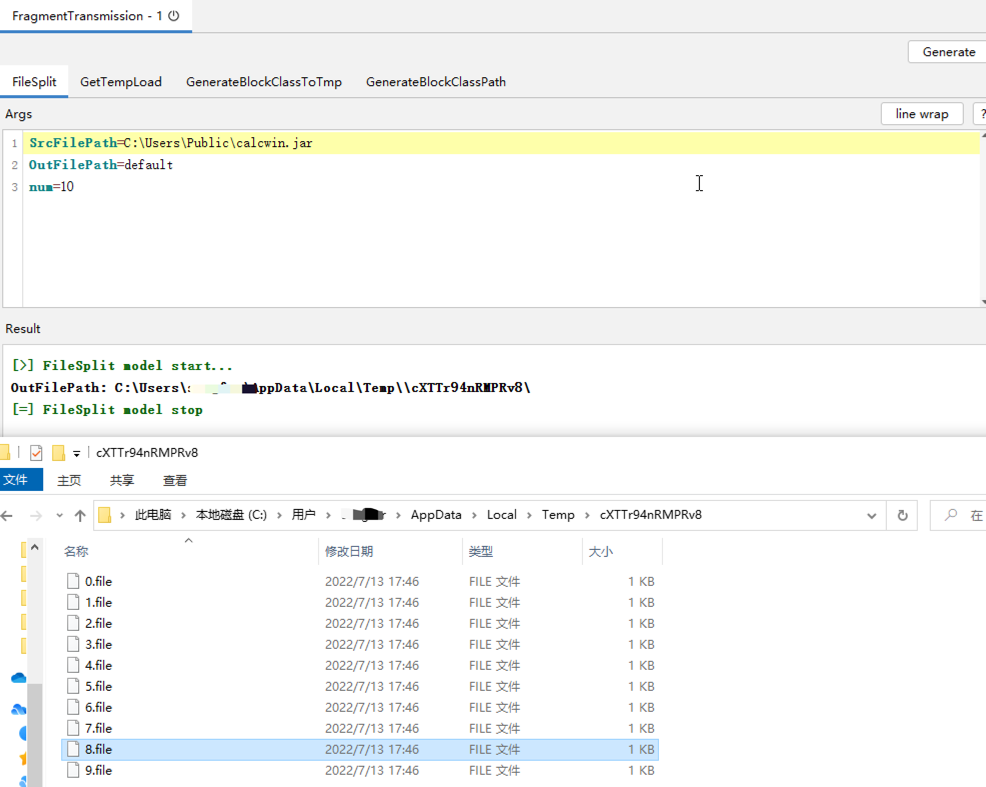 FragmentTransmission - 1
Generate
FileSplit GetTempLoad GenerateBlockClassToTmp GenerateBlockClassPath
Args line wrap ?
1 SrcFilePath=C:\Users\Public\calcwin.jar
2 OutFilePath=default
3 num=10
Result
[>] FileSplit model start...
OutFilePath: C:\Users\ AppData\Local\Temp\\cXTTr94nRMPRv8\
[=] FileSplit model stop
cXTTr94nRMPRv8
文件 主页 共享 查看
此电脑 本地磁盘 (C:) 用户 AppData Local Temp cXTTr94nRMPRv8 在
名称 修改日期 类型 大小
0.file 2022/7/13 17:46 FILE 文件 1 KB
1.file 2022/7/13 17:46 FILE 文件 1 KB
2.file 2022/7/13 17:46 FILE 文件 1 KB
3.file 2022/7/13 17:46 FILE 文件 1 KB
4.file 2022/7/13 17:46 FILE 文件 1 KB
5.file 2022/7/13 17:46 FILE 文件 1 KB
6.file 2022/7/13 17:46 FILE 文件 1 KB
7.file 2022/7/13 17:46 FILE 文件 1 KB
8.file 2022/7/13 17:46 FILE 文件 1 KB
9.file 2022/7/13 17:46 FILE 文件 1 KB